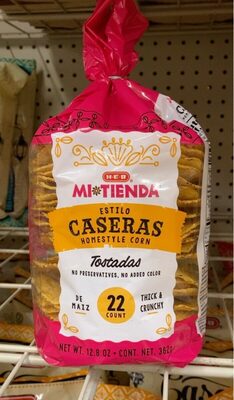 H-E-B
MI TIENDA
ESTILO
CASERAS
HOMESTYLE CORN
Tostadas
NO PRESERVATIVES, NO ADDED COLOR
DE
MAIZ
22
COUNT
THICK &
CRUNCHY
NET WT. 12.8 OZ • CONT. NET 362g